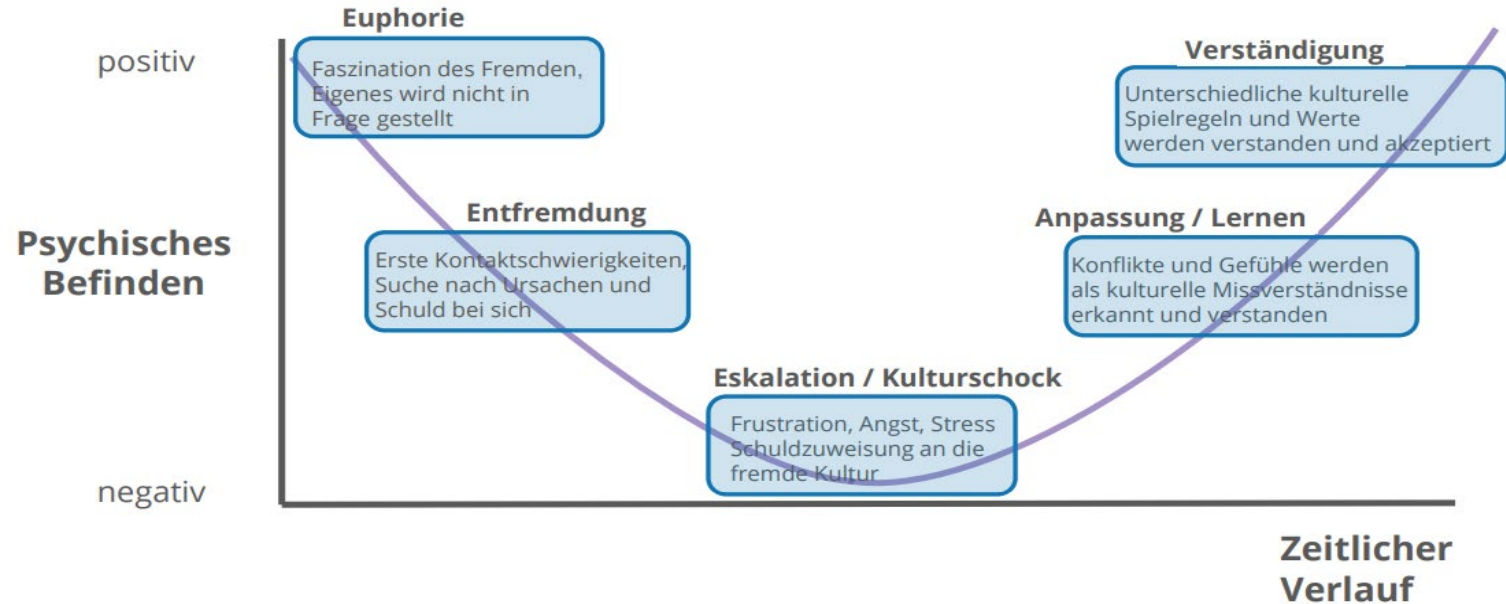 Euphorie
positiv
Faszination des Fremden,
Eigenes wird nicht in
Frage gestellt
Verständigung
Unterschiedliche kulturelle
Spielregeln und Werte
werden verstanden und akzeptiert
Entfremdung
Erste Kontaktschwierigkeiten,
Suche nach Ursachen und
Schuld bei sich
Anpassung / Lernen
Konflikte und Gefühle werden
als kulturelle Missverständnisse
erkannt und verstanden
Psychisches
Befinden
Eskalation / Kulturschock
Frustration, Angst, Stress
Schuldzuweisung an die
fremde Kultur
negativ
Zeitlicher
Verlauf